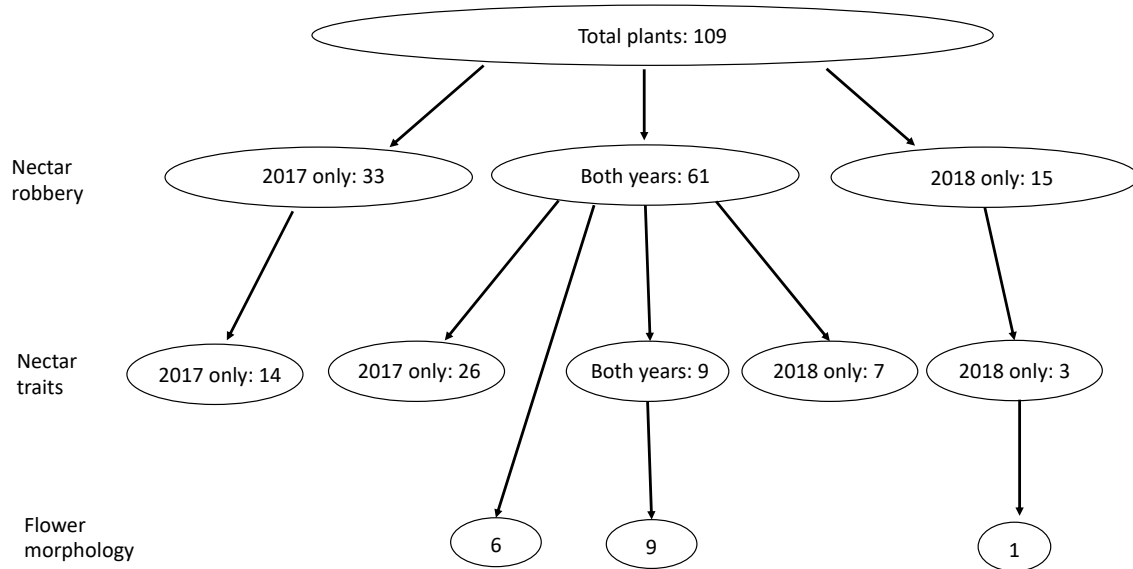 Total plants: 109
Nectar
robbery
2017 only: 33
Both years: 61
2018 only: 15
Nectar
traits
2017 only: 14
2017 only: 26
Both years: 9
2018 only: 7
2018 only: 3
Flower
morphology
6
9
1